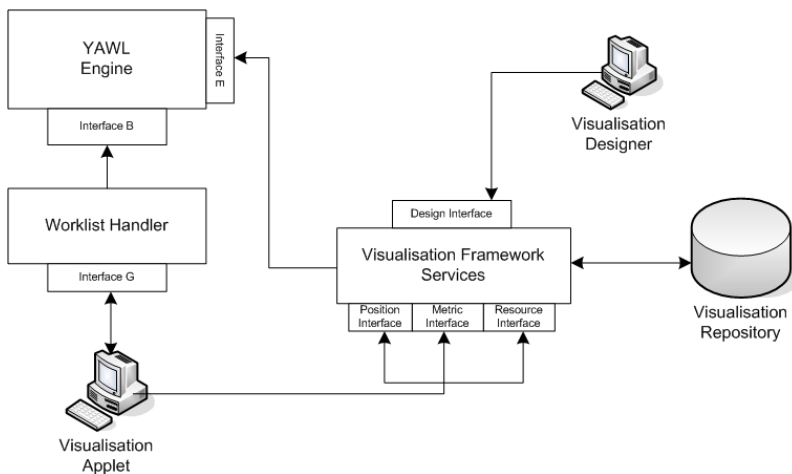 YAWL
Engine
Interface E
Interface B
Visualisation
Designer
Worklist Handler
Design Interface
Visualisation Framework
Services
Interface G
Position
Interface
Metric
Interface
Resource
Interface
Visualisation
Repository
Visualisation
Applet